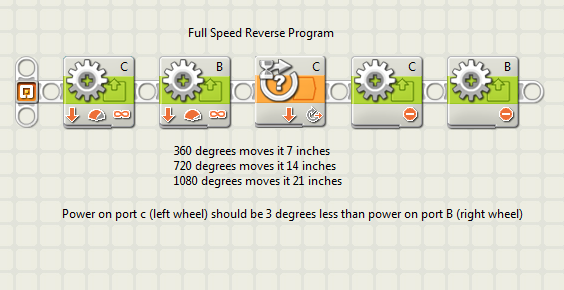 Full Speed Reverse Program
C
B
C
C
B
360 degrees moves it 7 inches
720 degrees moves it 14 inches
1080 degrees moves it 21 inches
Power on port c (left wheel) should be 3 degrees less than power on port B (right wheel)